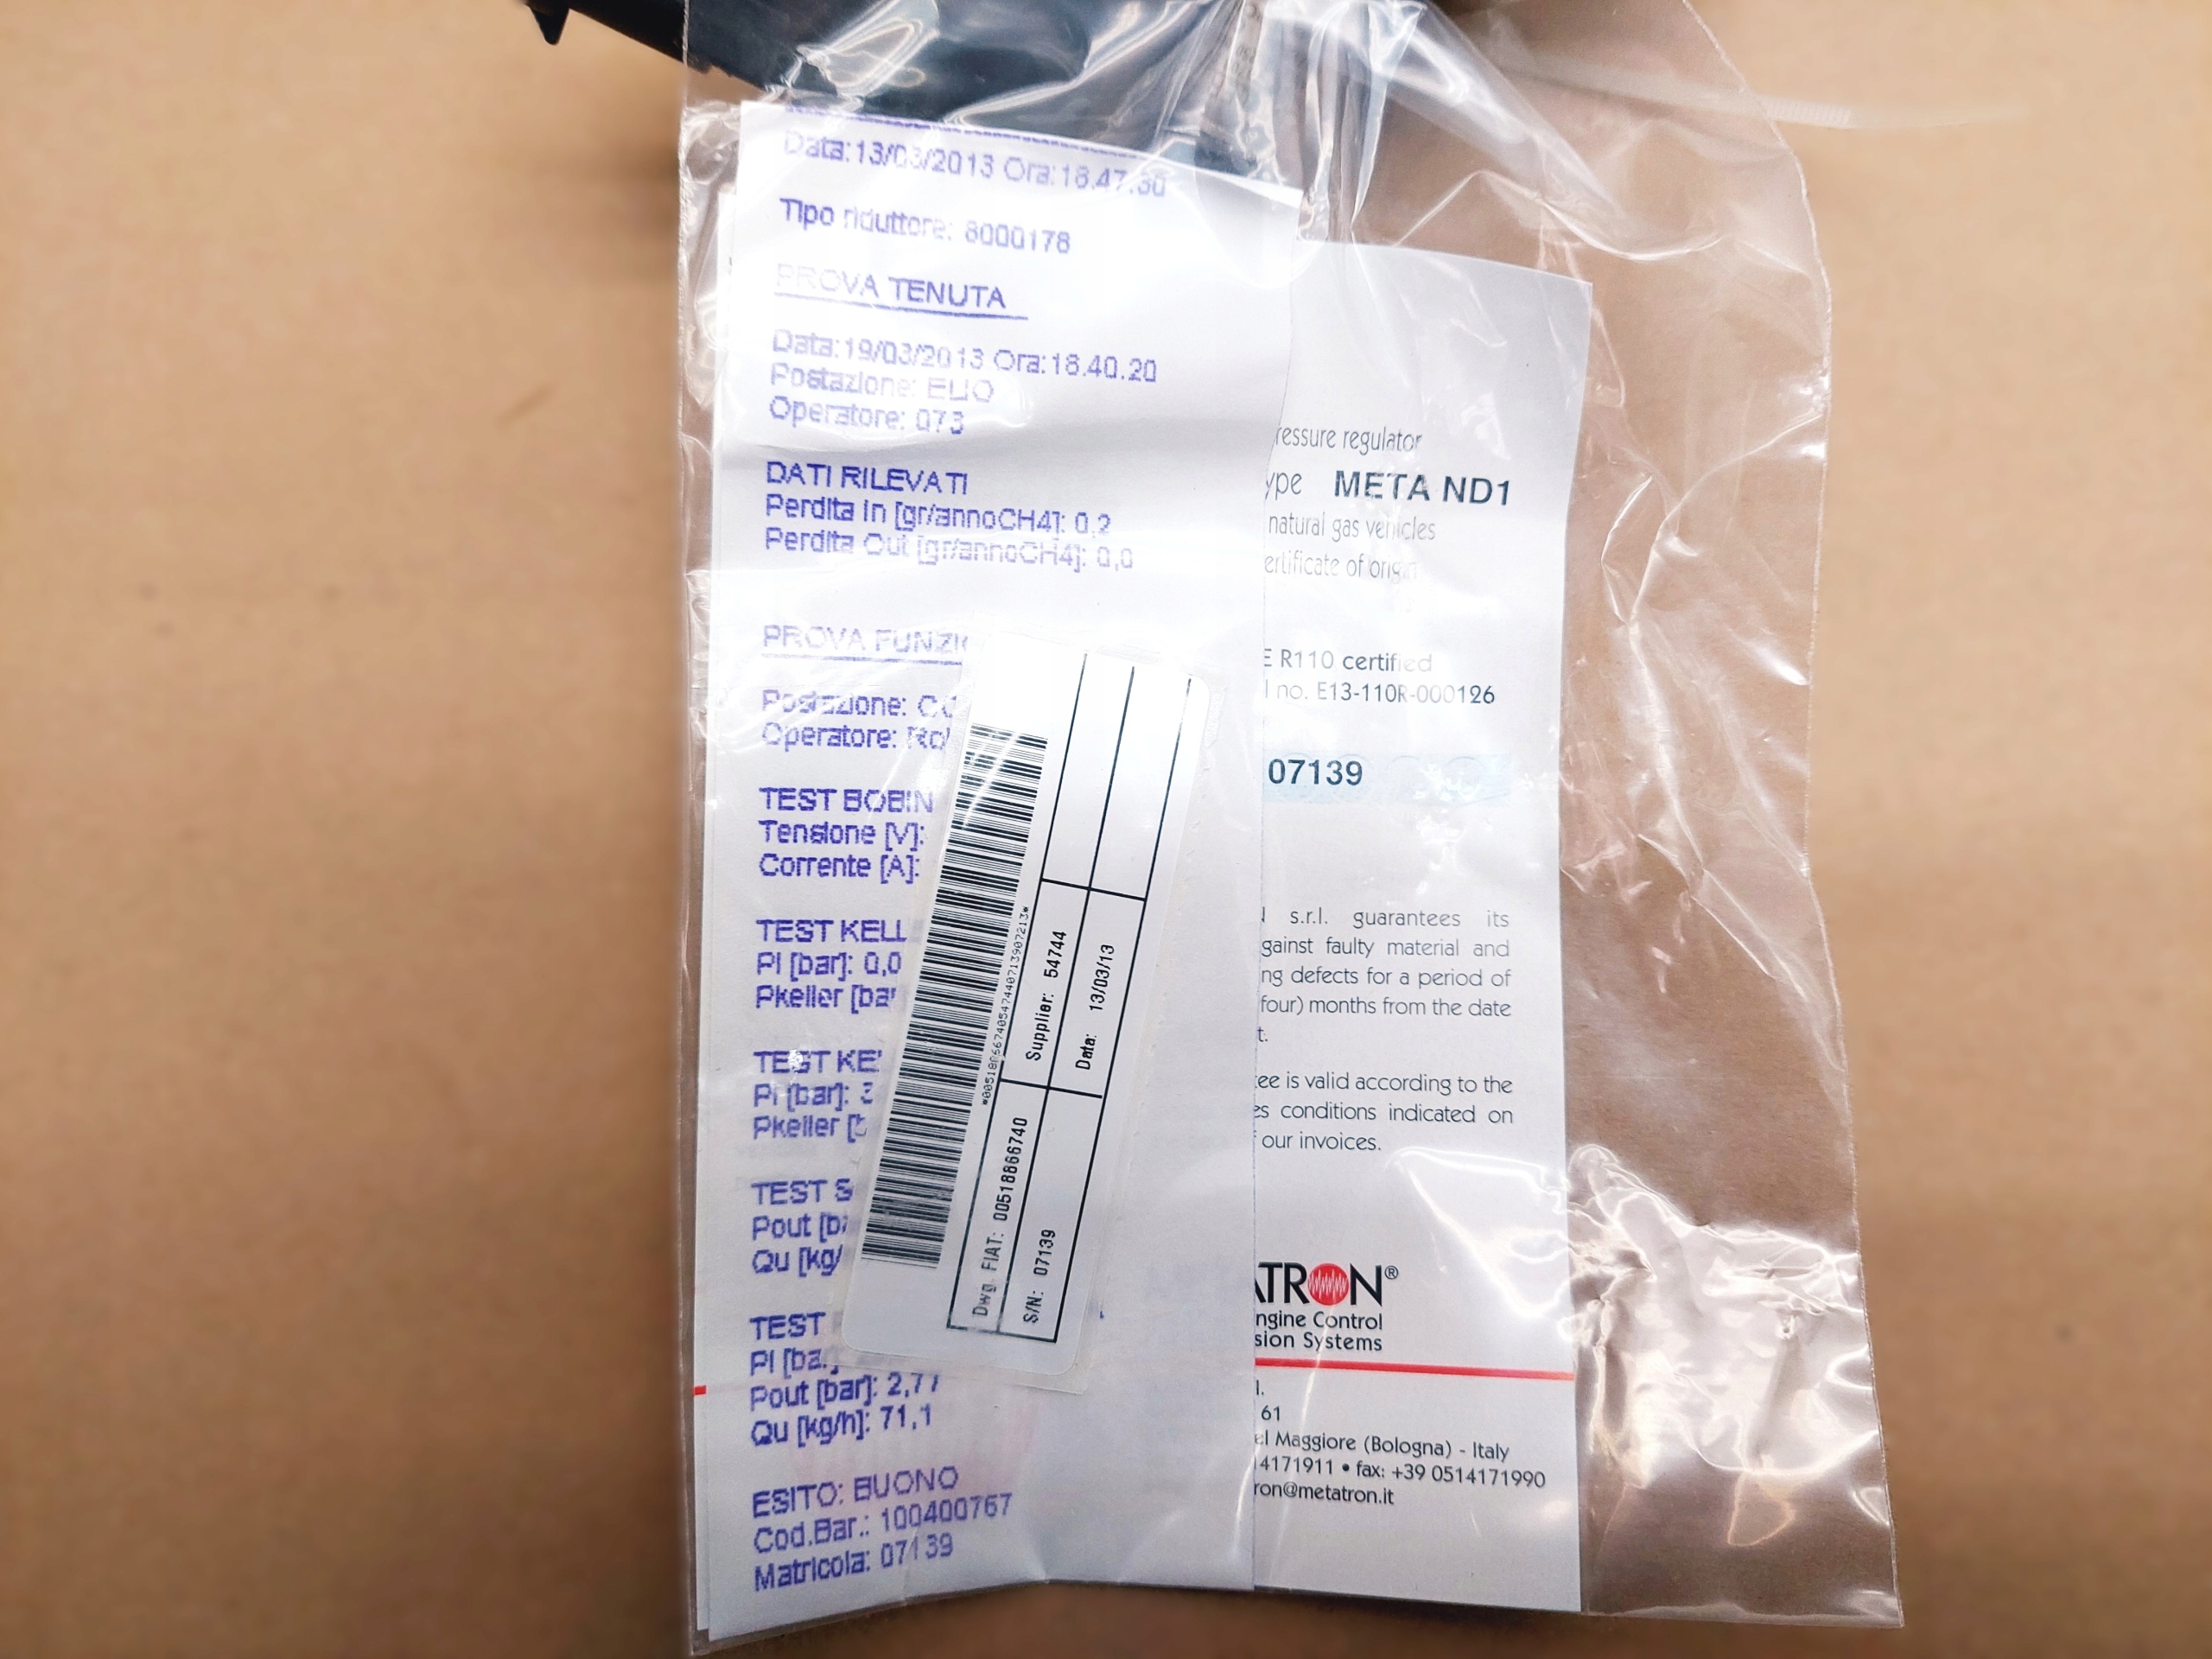 Data:13/03/2013 Ora:18.47.30
Tipo riduttore: 8000178
PROVA TENUTA
Data:19/03/2013 Ora:18.40.20
Postazione: ELIO
Operatore: 073
DATI RILEVATI
Perdita In [gr/annoCH4]: 0,2
Perdita Out [gr/annoCH4]: 0,0
PROVA FUNZI
Postazione:
Operatore:
TEST BOBIN
Tensione [V]:
Corrente [A]:
TEST KELL
Pi [bar]: 0,0
Pkeller [bar
TEST KE
Pi [bar]:
Pkeller [b
TEST S
Pout [ba
Qu [kg/
TEST
Pi [ba
Pout [bar]: 2,77
Qu [kg/h]: 71,1
ESITO: BUONO
Cod.Bar.: 100400767
Matricola: 07139
Dwg. FIAT: 00518866740
Supplier: 54744
S/N: 07139
Data: 13/03/13
ressure regulator
ype META ND1
natural gas vehicles
ertificate of origin
E R110 certified
l no. E13-110R-000126
07139
s.r.l. guarantees its
gainst faulty material and
ng defects for a period of
four) months from the date
t.
ee is valid according to the
es conditions indicated on
our invoices.
ATRON®
ngine Control
sion Systems
l.
61
el Maggiore (Bologna) - Italy
4171911 • fax: +39 0514171990
ron@metatron.it